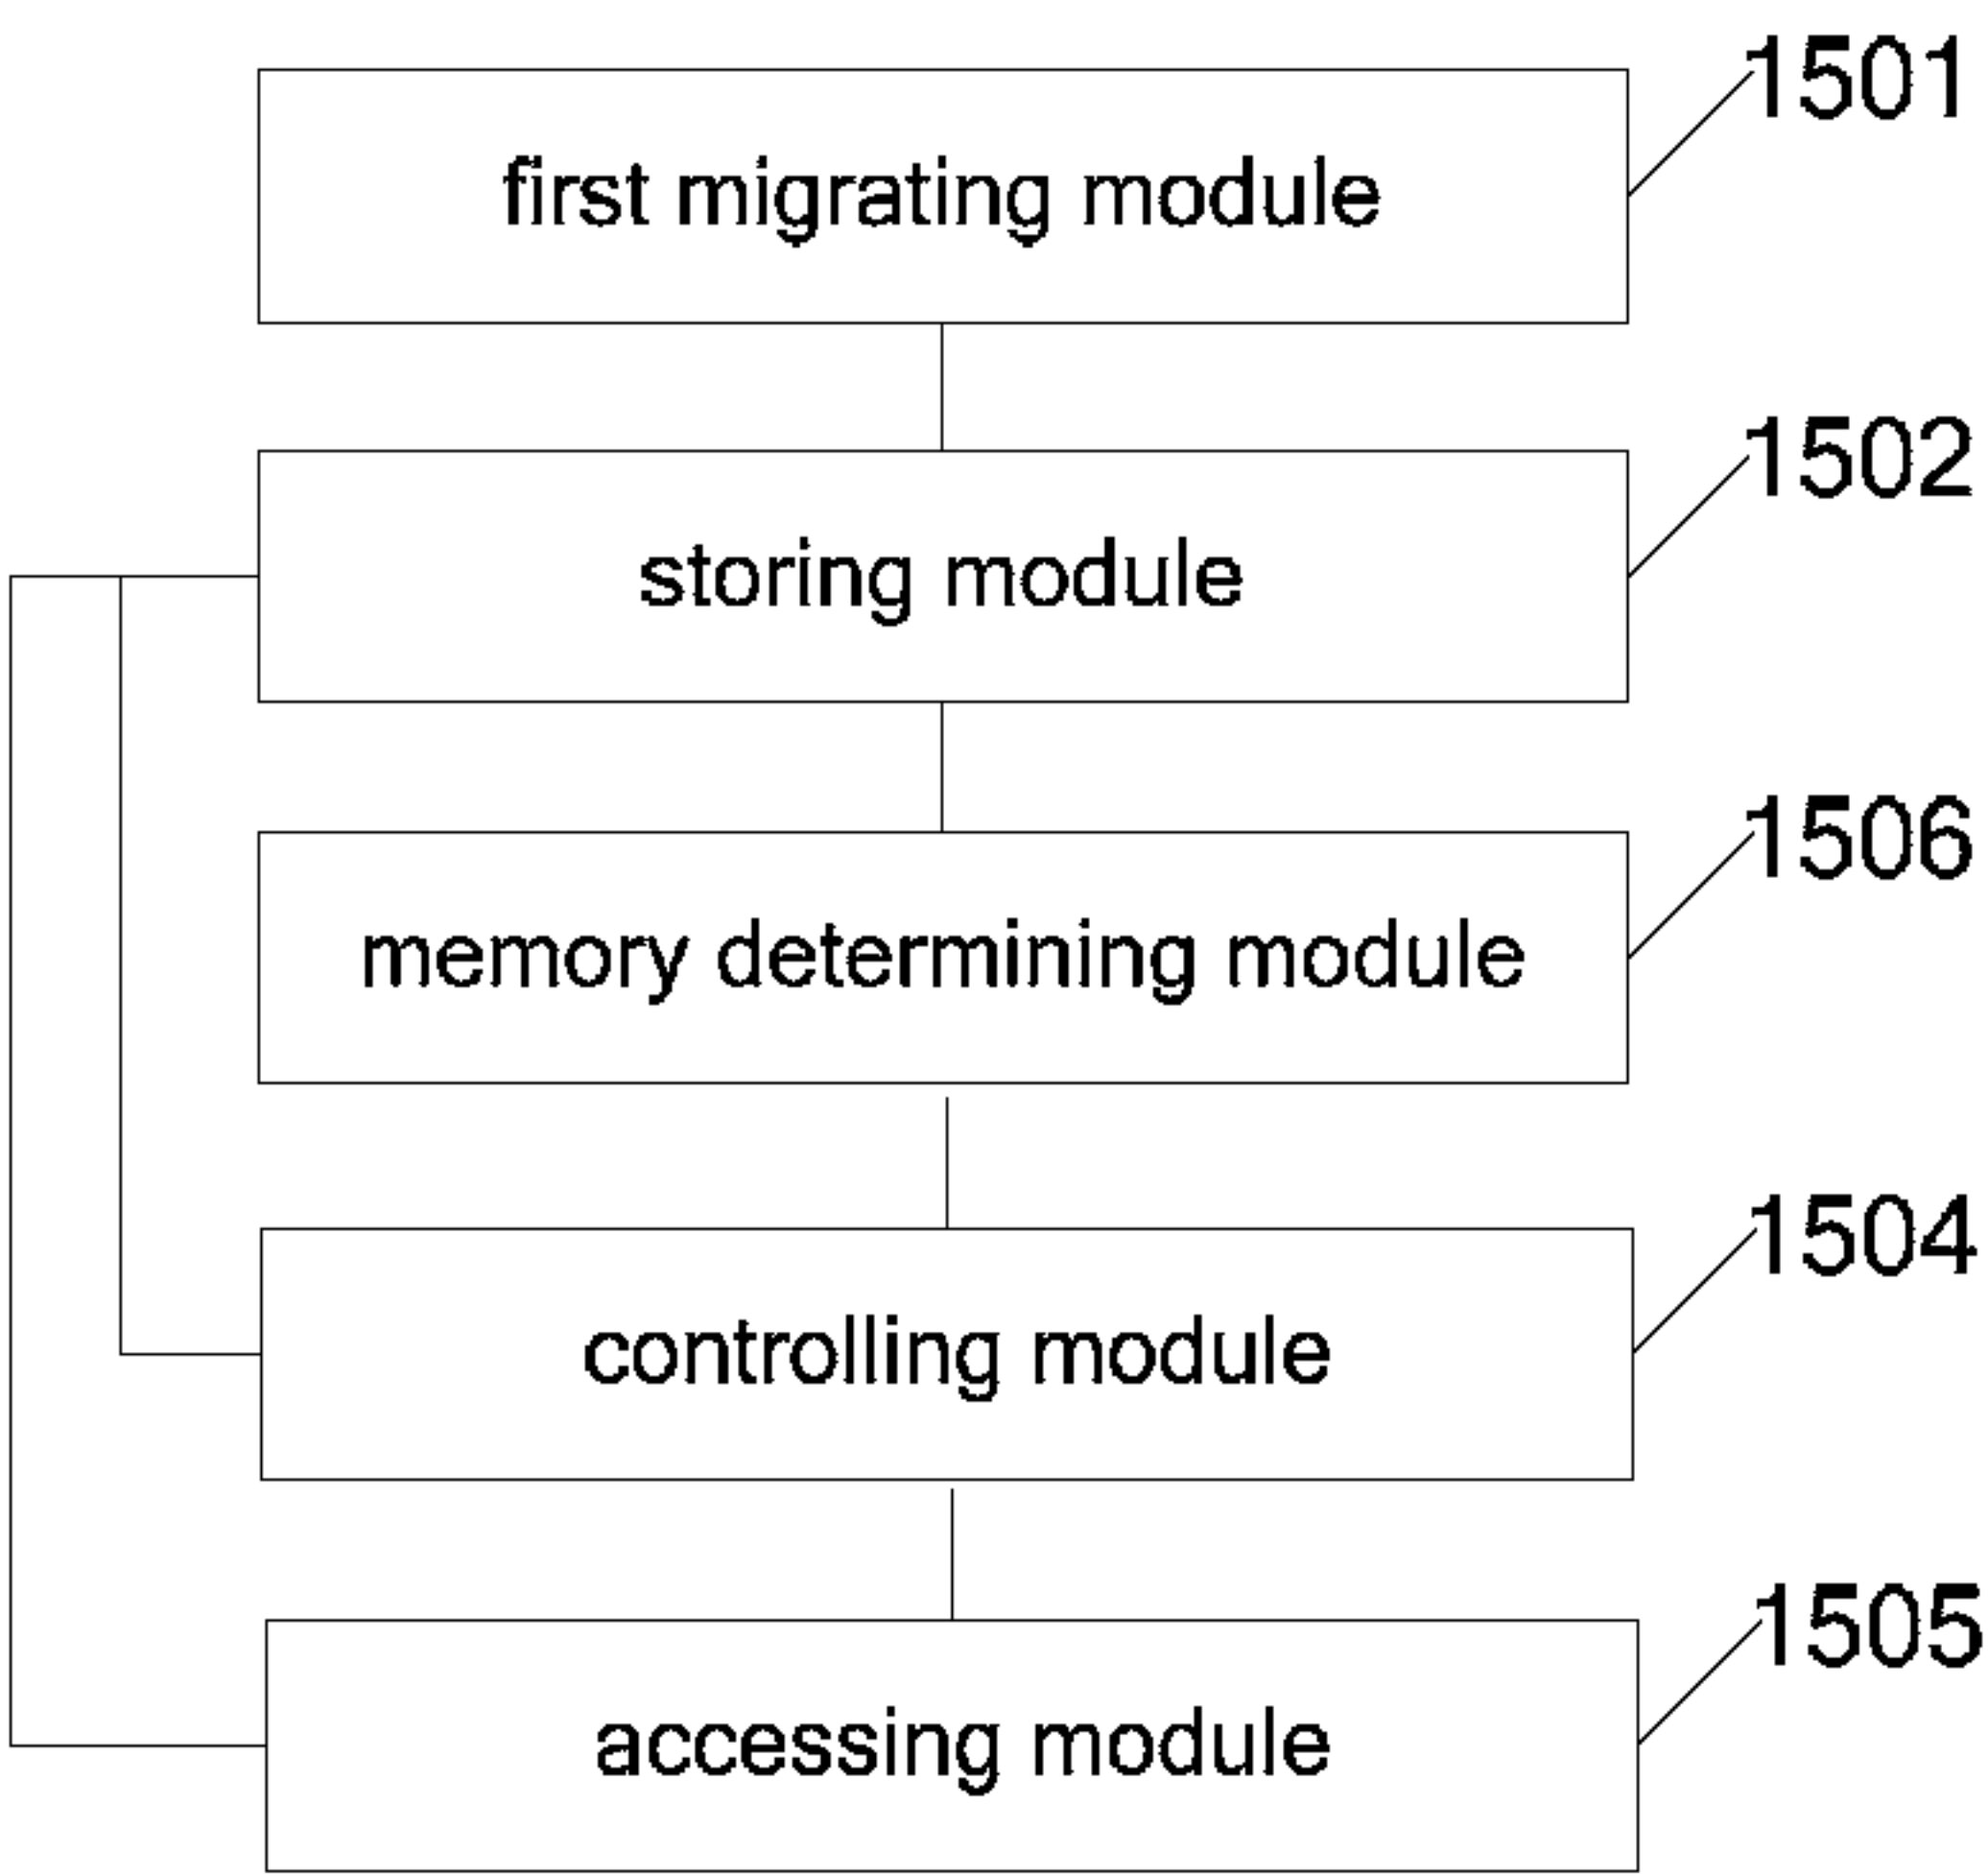 1501
first migrating module
1502
storing module
1506
memory determining module
1504
controlling module
1505
accessing module